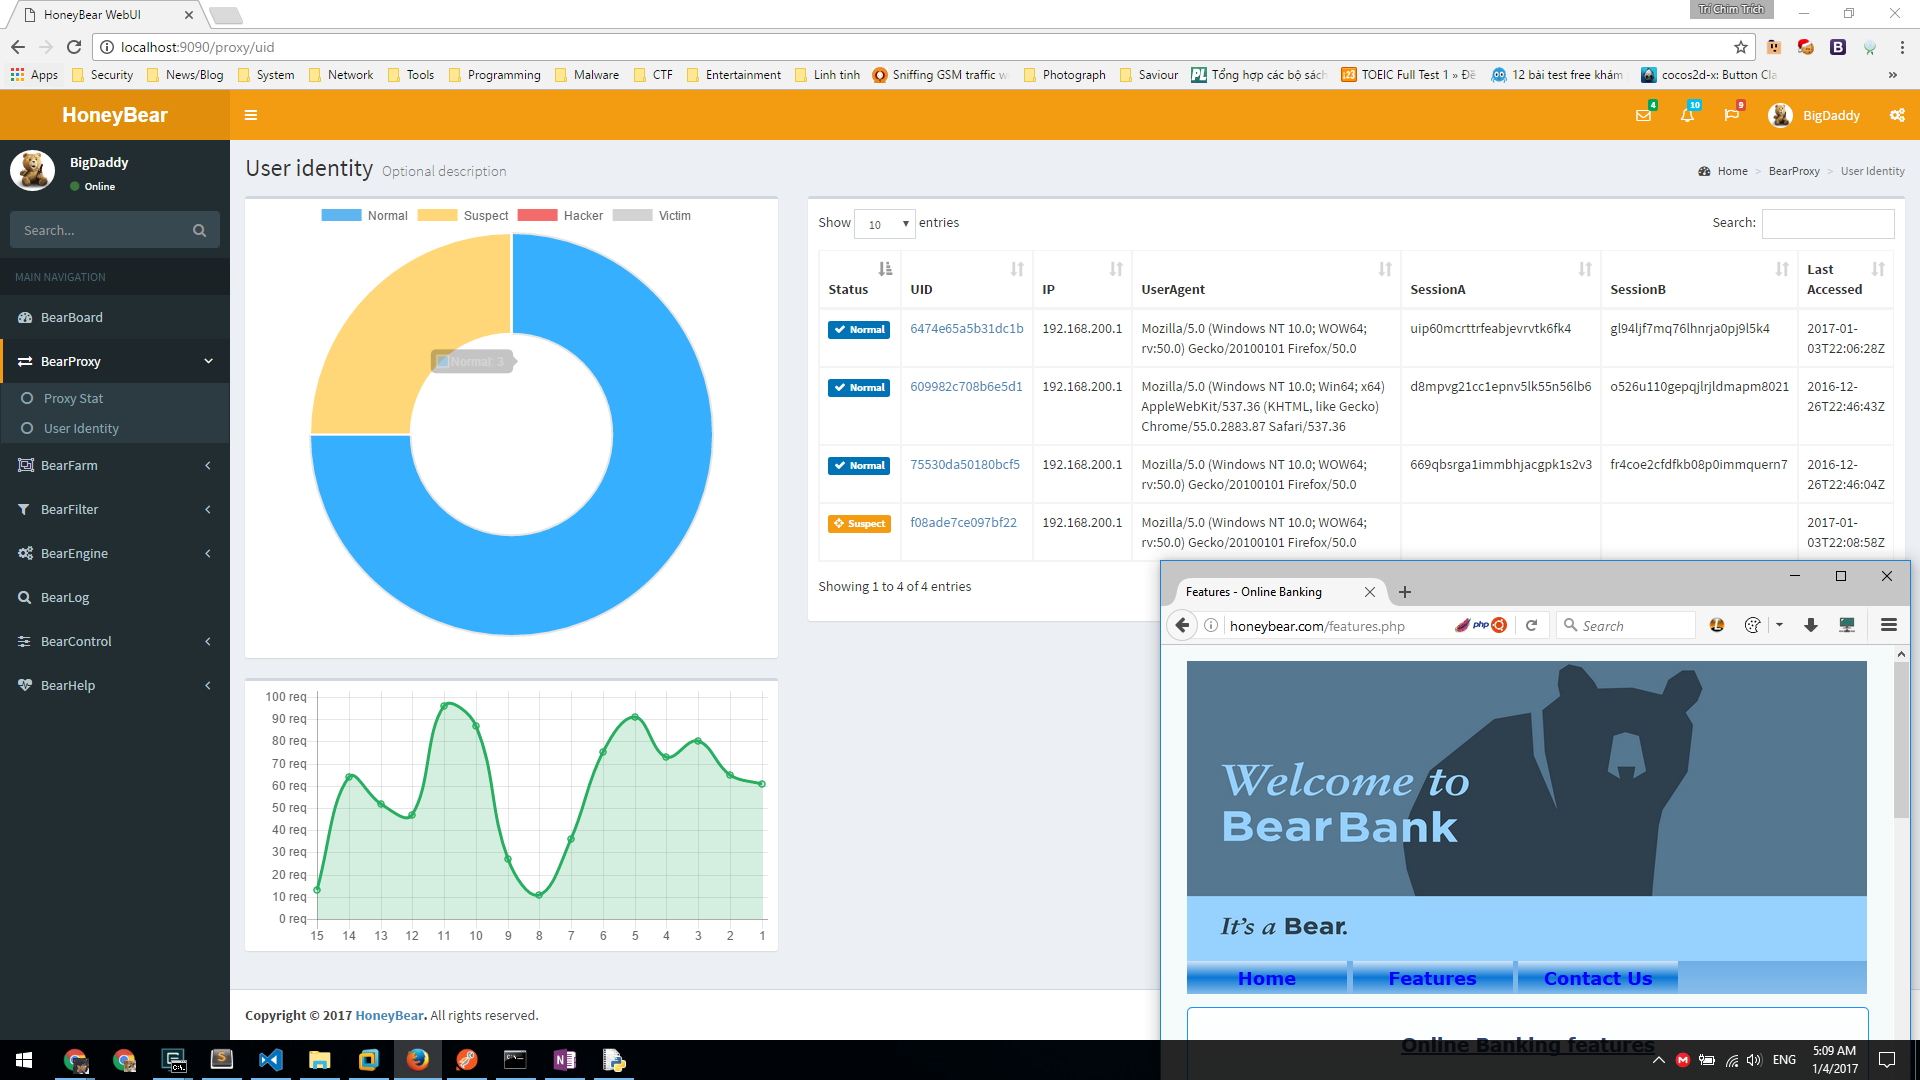 HoneyBear WebUI
Trí Chim Trích
localhost:9090/proxy/uid
Apps Security News/Blog System Network Tools Programming Malware CTF Entertainment Linh tinh Sniffing GSM traffic w Photograph Saviour Tổng hợp các bộ sách TOEIC Full Test 1 » Đề 12 bài test free khám cocos2d-x: Button Cla »
HoneyBear
4 10 9 BigDaddy
BigDaddy
Online
Search...
MAIN NAVIGATION
BearBoard
BearProxy
Proxy Stat
User Identity
BearFarm
BearFilter
BearEngine
BearLog
BearControl
BearHelp
User identity Optional description
Home > BearProxy > User Identity
Normal Suspect Hacker Victim
Normal: 3
100 req
90 req
80 req
70 req
60 req
50 req
40 req
30 req
20 req
10 req
0 req
15 14 13 12 11 10 9 8 7 6 5 4 3 2 1
Show 10 entries
Search:
Status UID IP UserAgent SessionA SessionB Last Accessed
Normal 6474e65a5b31dc1b 192.168.200.1 Mozilla/5.0 (Windows NT 10.0; WOW64; uip60mcrttrfeabjevrvtk6fk4 gl94ljf7mq76lhnrja0pj9l5k4 2017-01-
rv:50.0) Gecko/20100101 Firefox/50.0 03T22:06:28Z
Normal 609982c708b6e5d1 192.168.200.1 Mozilla/5.0 (Windows NT 10.0; Win64; x64) d8mpvg21cc1epnv5lk55n56lb6 o526u110gepqjlrjldmapm8021 2016-12-
AppleWebKit/537.36 (KHTML, like Gecko) 26T22:46:43Z
Chrome/55.0.2883.87 Safari/537.36
Normal 75530da50180bcf5 192.168.200.1 Mozilla/5.0 (Windows NT 10.0; WOW64; 669qbsrga1immbhjacgpk1s2v3 fr4coe2cfdfkb08p0immquern7 2016-12-
rv:50.0) Gecko/20100101 Firefox/50.0 26T22:46:04Z
Suspect f08ade7ce097bf22 192.168.200.1 Mozilla/5.0 (Windows NT 10.0; WOW64; 2017-01-
rv:50.0) Gecko/20100101 Firefox/50.0 03T22:08:58Z
Showing 1 to 4 of 4 entries
Features - Online Banking
honeybear.com/features.php
php
Search
Welcome to
BearBank
It's a Bear.
Home Features Contact Us
Online Banking features
Copyright © 2017 HoneyBear. All rights reserved.
ENG
5:09 AM
1/4/2017